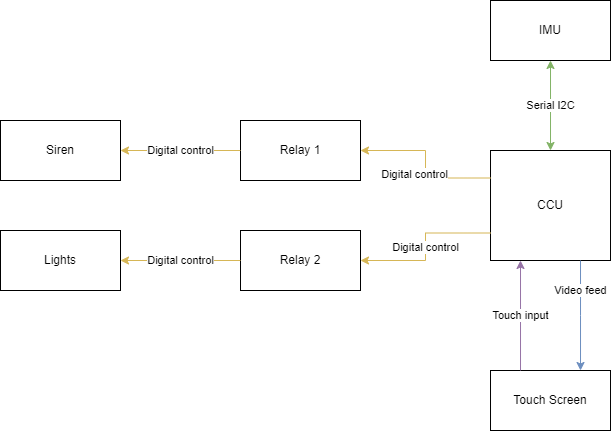 IMU
Serial I2C
Siren
Digital control
Relay 1
Digital control
CCU
Lights
Digital control
Relay 2
Digital control
Video feed
Touch input
Touch Screen